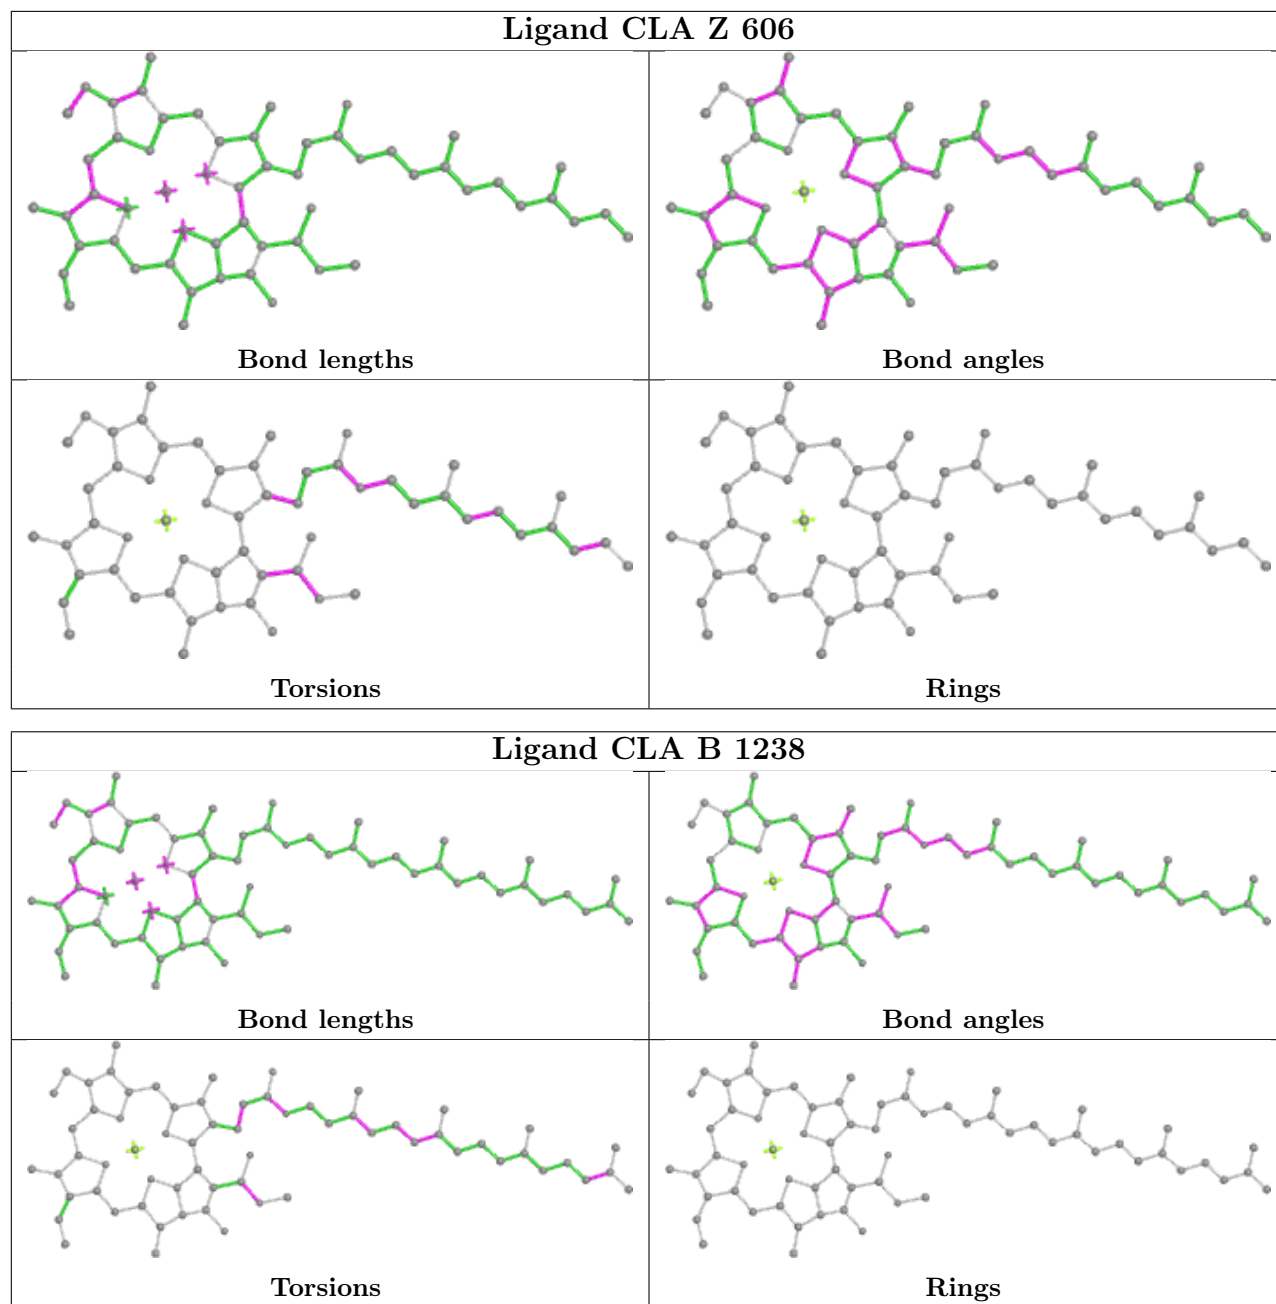 Ligand CLA Z 606
Bond lengths
Bond angles
Torsions
Rings
Ligand CLA B 1238
Bond lengths
Bond angles
Torsions
Rings